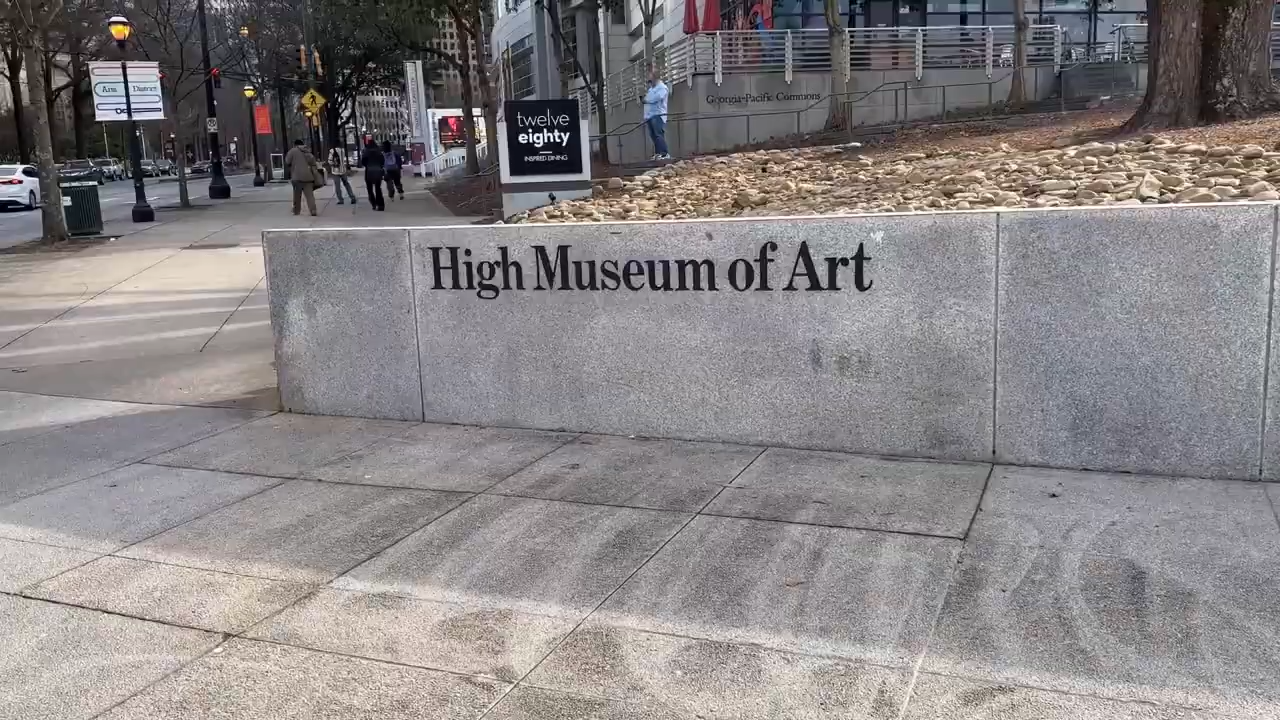 Arts District
twelve
eighty
INSPIRED DINING
Georgia-Pacific Commons
High Museum of Art